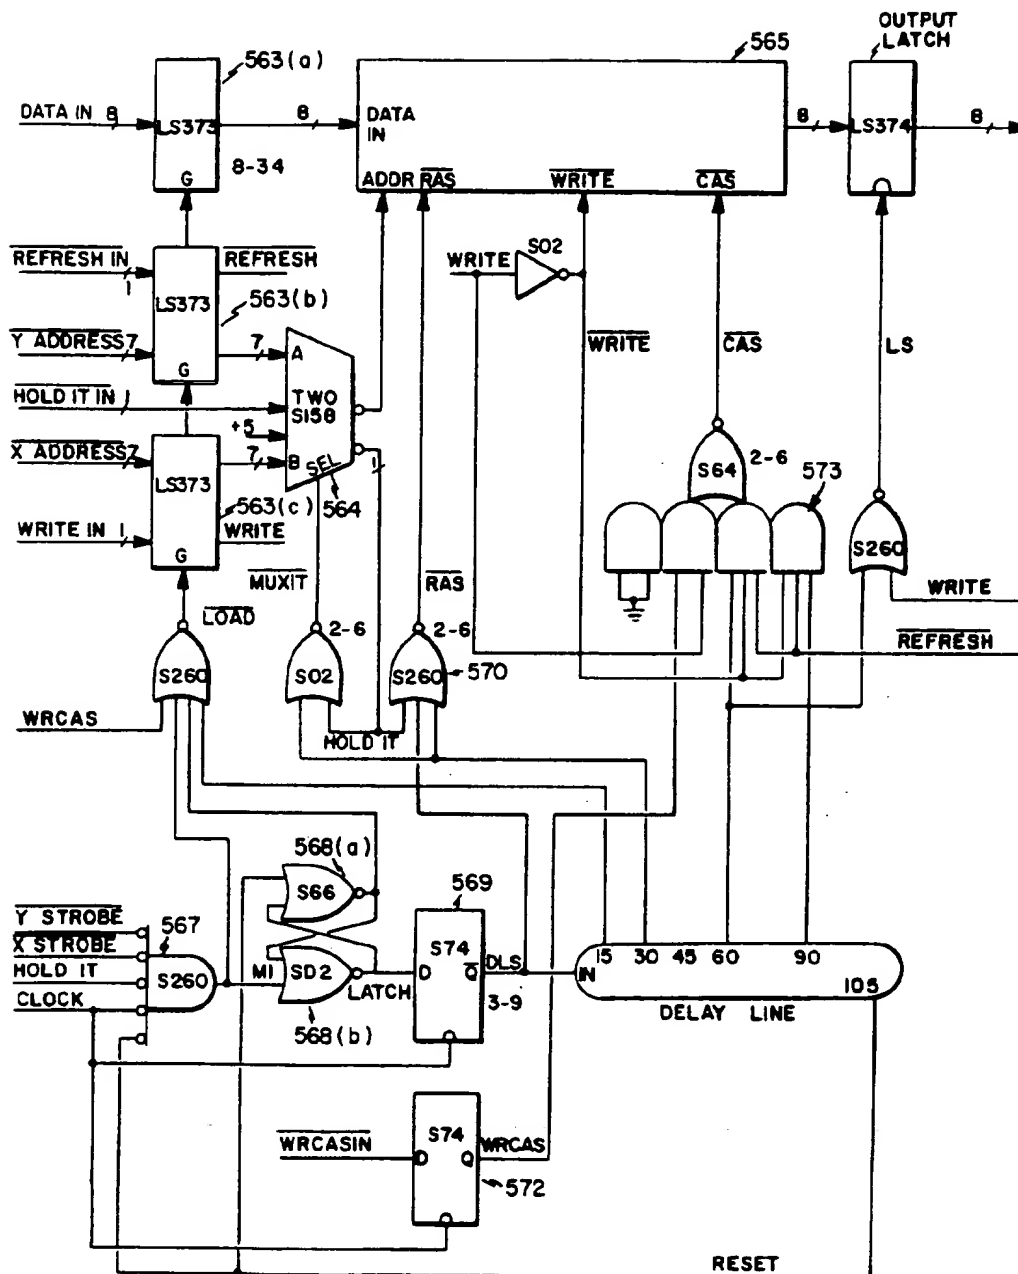 OUTPUT
LATCH
563(a)
565
DATA IN 8
LS373
8
DATA
IN
8
LS374
8
G
8-34
ADDR RAS
WRITE
CAS
REFRESH IN
1
REFRESH
WRITE
S02
LS373
563(b)
Y ADDRESS 7
7
A
WRITE
CAS
LS
G
HOLD IT IN 1
TWO
S158
+5
X ADDRESS 7
7
B
SEL
1
LS373
564
S64
2-6
573
563(c)
WRITE IN 1
WRITE
G
S260
MUXIT
RAS
WRITE
LOAD
2-6
2-6
REFRESH
S260
S02
S260
570
WRCAS
HOLD IT
568(a)
569
S66
Y STROBE
567
X STROBE
S74
15 30 45 60 90
HOLD IT
S260
MI
SD2
D
Q
DLS
IN
CLOCK
LATCH
3-9
105
DELAY LINE
568(b)
S74
WRCASIN
D
Q
WRCAS
572
RESET